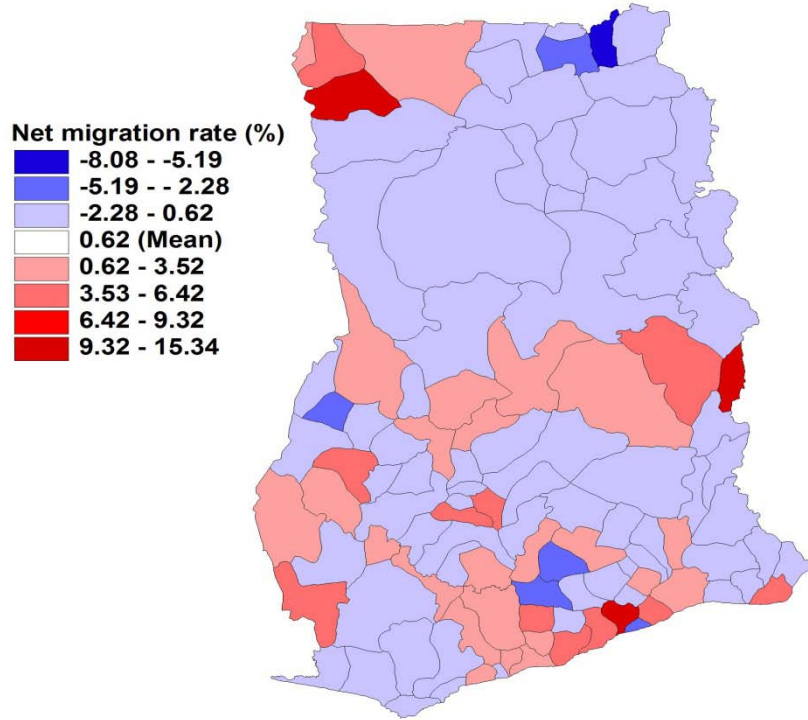 Net migration rate (%)
-8.08 - -5.19
-5.19 - - 2.28
-2.28 - 0.62
0.62 (Mean)
0.62 - 3.52
3.53 - 6.42
6.42 - 9.32
9.32 - 15.34